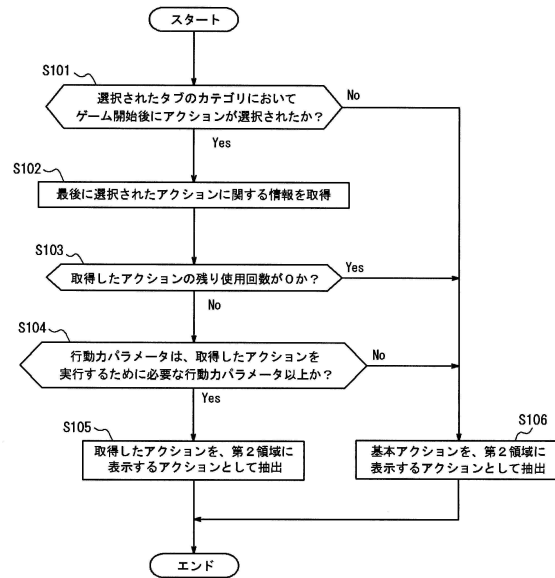 スタート
S101
選択されたタブのカテゴリにおいて
ゲーム開始後にアクションが選択されたか？
No
Yes
S102
最後に選択されたアクションに関する情報を取得
S103
取得したアクションの残り使用回数が０か？
Yes
No
S104
行動力パラメータは、取得したアクションを
実行するために必要な行動力パラメータ以上か？
No
Yes
S105
取得したアクションを、第２領域に
表示するアクションとして抽出
S106
基本アクションを、第２領域に
表示するアクションとして抽出
エンド